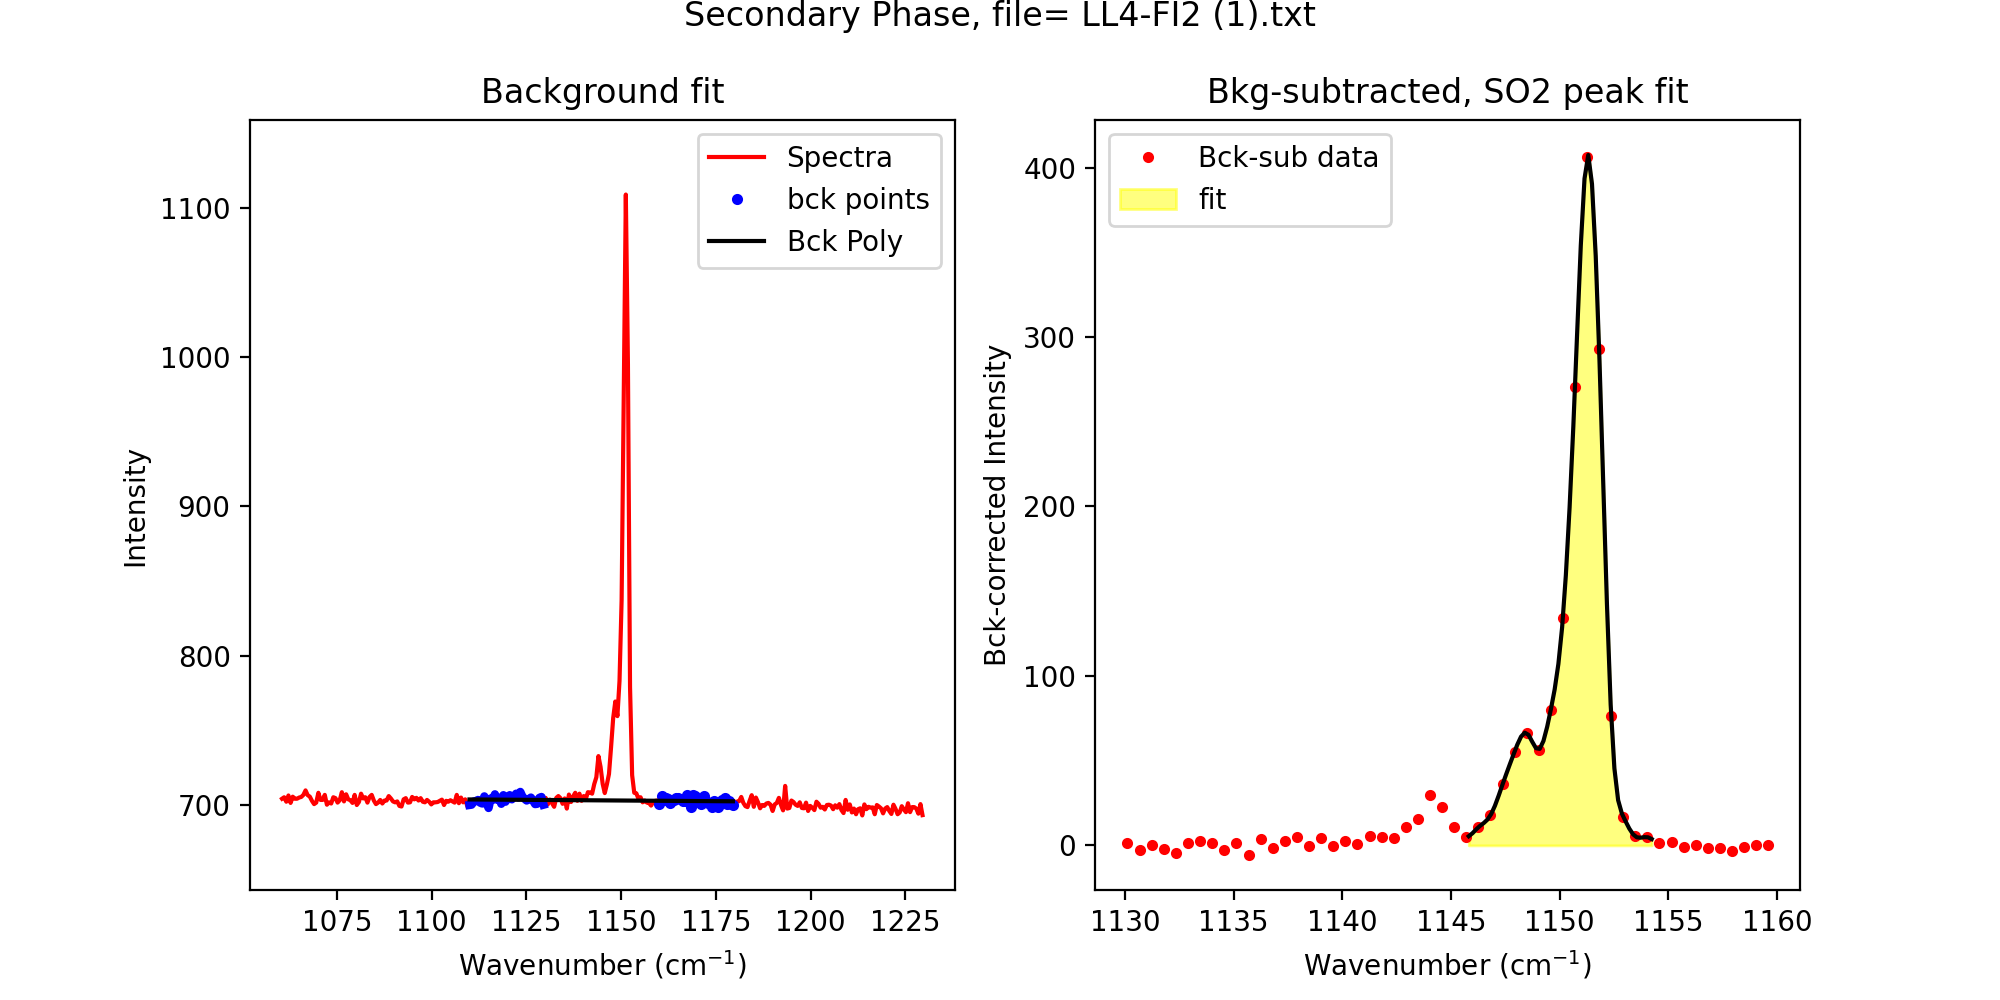 Secondary Phase, file= LL4-FI2 (1).txt
Background fit
Spectra
bck points
Bck Poly
Intensity
1100
1000
900
800
700
1075 1100 1125 1150 1175 1200 1225
Wavenumber (cm⁻¹)
Bkg-subtracted, SO2 peak fit
Bck-sub data
fit
Bck-corrected Intensity
400
300
200
100
0
1130 1135 1140 1145 1150 1155 1160
Wavenumber (cm⁻¹)